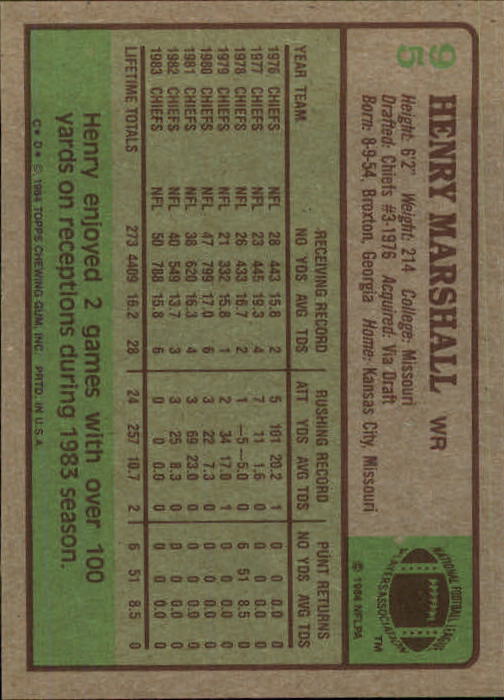 95
HENRY MARSHALL WR
Height: 6'2" Weight: 214 College: Missouri
Drafted: Chiefs #3-1976 Acquired: Via Draft
Born: 8-9-54, Broxton, Georgia Home: Kansas City, Missouri
NATIONAL FOOTBALL LEAGUE PLAYERS ASSOCIATION
TM
© 1984 NFLPA
RECEIVING RECORD RUSHING RECORD PUNT RETURNS
YEAR TEAM NO YDS AVG TDS ATT YDS AVG TDS NO YDS AVG TDS
1976 CHIEFS NFL 28 443 15.8 2 5 101 20.2 1 0 0 0.0 0
1977 CHIEFS NFL 23 445 19.3 4 7 11 1.6 0 0 0 0.0 0
1978 CHIEFS NFL 26 433 16.7 2 1 -5 -5.0 0 6 51 8.5 0
1979 CHIEFS NFL 21 332 15.8 1 2 34 17.0 1 0 0 0.0 0
1980 CHIEFS NFL 47 799 17.0 6 3 22 7.3 0 0 0 0.0 0
1981 CHIEFS NFL 38 620 16.3 4 3 69 23.0 0 0 0 0.0 0
1982 CHIEFS NFL 40 549 13.7 3 3 25 8.3 0 0 0 0.0 0
1983 CHIEFS NFL 50 788 15.8 6 0 0 0.0 0 0 0 0.0 0
LIFETIME TOTALS 273 4409 16.2 28 24 257 10.7 2 6 51 8.5 0
Henry enjoyed 2 games with over 100
yards on receptions during 1983 season.
C* D* © 1984 TOPPS CHEWING GUM, INC. PRTD. IN U.S.A.